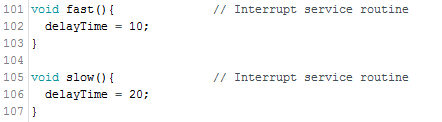 101 void fast(){ // Interrupt service routine
102 delayTime = 10;
103 }
104
105 void slow(){ // Interrupt service routine
106 delayTime = 20;
107 }